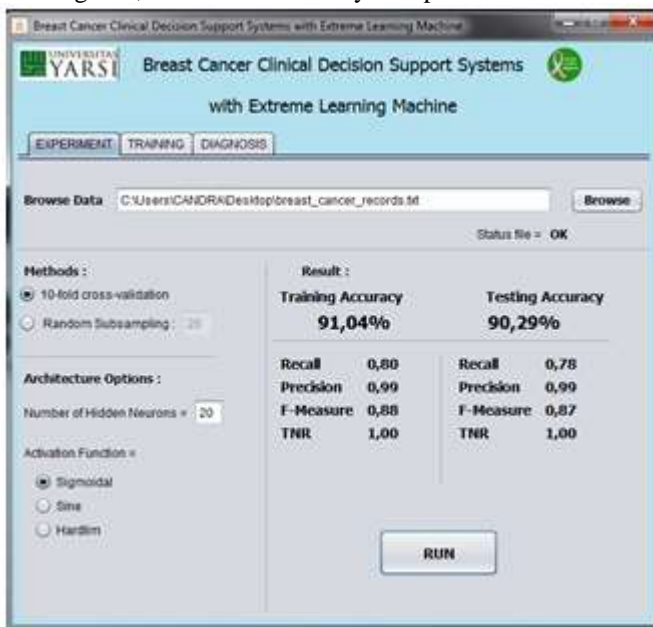 Breast Cancer Clinical Decision Support Systems with Extreme Learning Machine
UNIVERSITAS
YARSI
Breast Cancer Clinical Decision Support Systems
with Extreme Learning Machine
EXPERIMENT TRAINING DIAGNOSIS
Browse Data C:\Users\CANDRA\Desktop\breast_cancer_records.txt Browse
Status file = OK
Methods :
10-fold cross-validation
Random Subsampling : 20
Architecture Options :
Number of Hidden Neurons = 20
Activation Function =
Sigmoidal
Sine
Hardlim
Result :
Training Accuracy Testing Accuracy
91,04% 90,29%
Recall 0,80 Recall 0,78
Precision 0,99 Precision 0,99
F-Measure 0,88 F-Measure 0,87
TNR 1,00 TNR 1,00
RUN